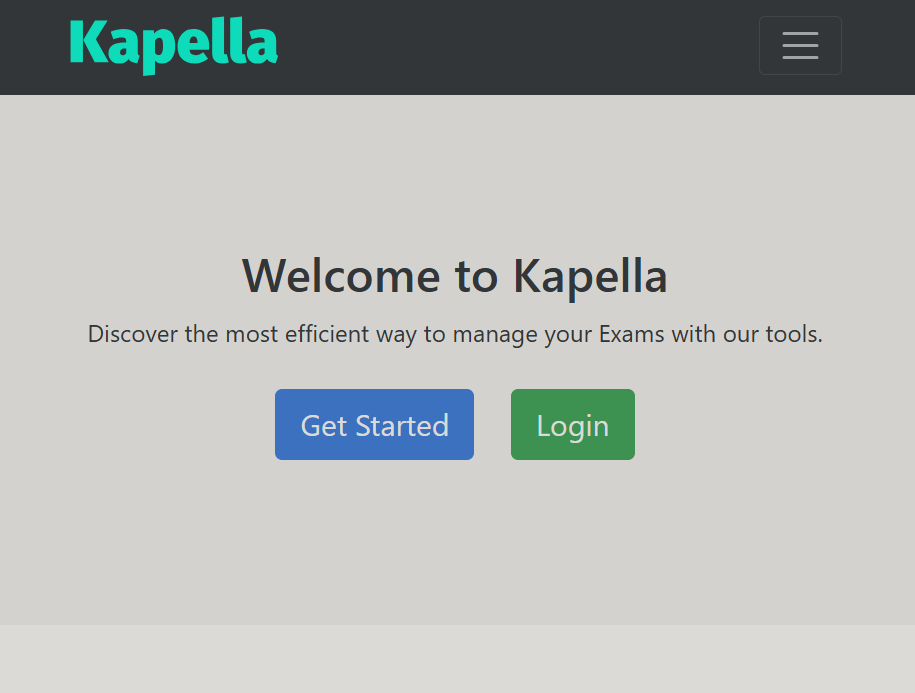 Kapella
Welcome to Kapella
Discover the most efficient way to manage your Exams with our tools.
Get Started
Login